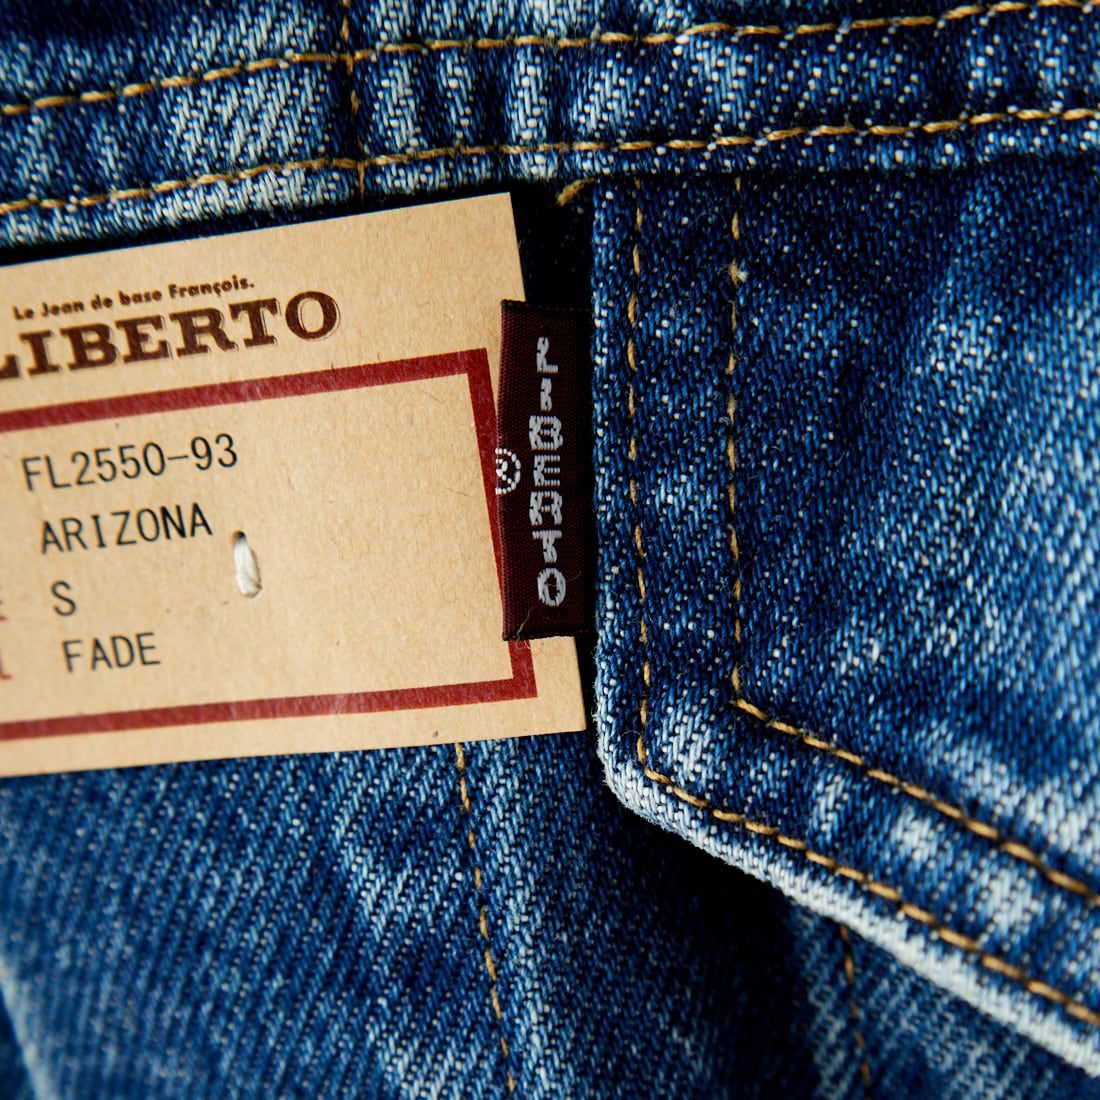 Le Jean de base François.
LIBERTO
FL2550-93
ARIZONA
S
FADE
LIBERTO
®